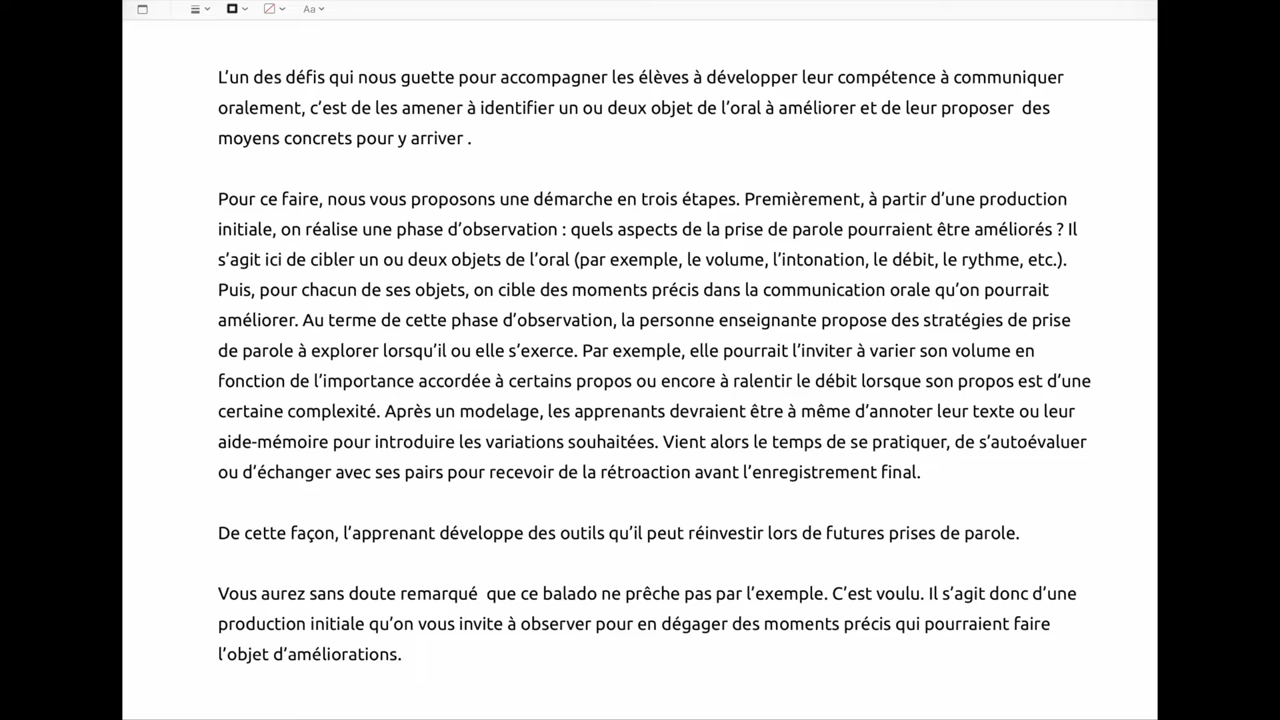 Aa
L’un des défis qui nous guette pour accompagner les élèves à développer leur compétence à communiquer
oralement, c’est de les amener à identifier un ou deux objet de l’oral à améliorer et de leur proposer  des
moyens concrets pour y arriver .
Pour ce faire, nous vous proposons une démarche en trois étapes. Premièrement, à partir d’une production
initiale, on réalise une phase d’observation : quels aspects de la prise de parole pourraient être améliorés ? Il
s’agit ici de cibler un ou deux objets de l’oral (par exemple, le volume, l’intonation, le débit, le rythme, etc.).
Puis, pour chacun de ses objets, on cible des moments précis dans la communication orale qu’on pourrait
améliorer. Au terme de cette phase d’observation, la personne enseignante propose des stratégies de prise
de parole à explorer lorsqu’il ou elle s’exerce. Par exemple, elle pourrait l’inviter à varier son volume en
fonction de l’importance accordée à certains propos ou encore à ralentir le débit lorsque son propos est d’une
certaine complexité. Après un modelage, les apprenants devraient être à même d’annoter leur texte ou leur
aide-mémoire pour introduire les variations souhaitées. Vient alors le temps de se pratiquer, de s’autoévaluer
ou d’échanger avec ses pairs pour recevoir de la rétroaction avant l’enregistrement final.
De cette façon, l’apprenant développe des outils qu’il peut réinvestir lors de futures prises de parole.
Vous aurez sans doute remarqué  que ce balado ne prêche pas par l’exemple. C’est voulu. Il s’agit donc d’une
production initiale qu’on vous invite à observer pour en dégager des moments précis qui pourraient faire
l’objet d’améliorations.